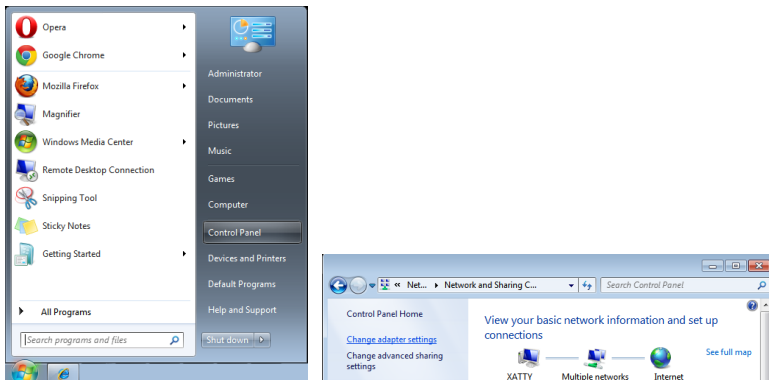 Opera
Google Chrome
Mozilla Firefox
Magnifier
Windows Media Center
Remote Desktop Connection
Snipping Tool
Sticky Notes
Getting Started
All Programs
Search programs and files
Administrator
Documents
Pictures
Music
Games
Computer
Control Panel
Devices and Printers
Default Programs
Help and Support
Shut down
« Net... Network and Sharing C... Search Control Panel
Control Panel Home
Change adapter settings
Change advanced sharing
settings
View your basic network information and set up
connections
See full map
XATTY Multiple networks Internet